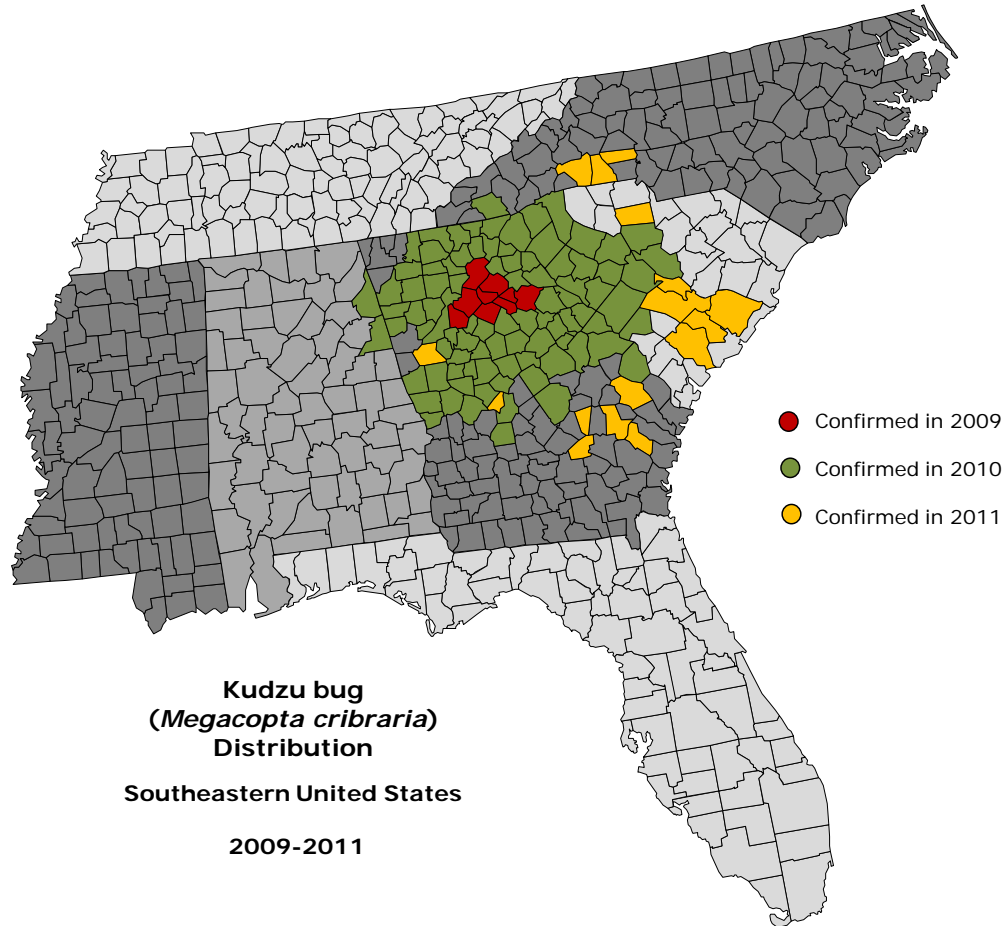 Confirmed in 2009
Confirmed in 2010
Confirmed in 2011
Kudzu bug
(Megacopta cribraria)
Distribution
Southeastern United States
2009-2011